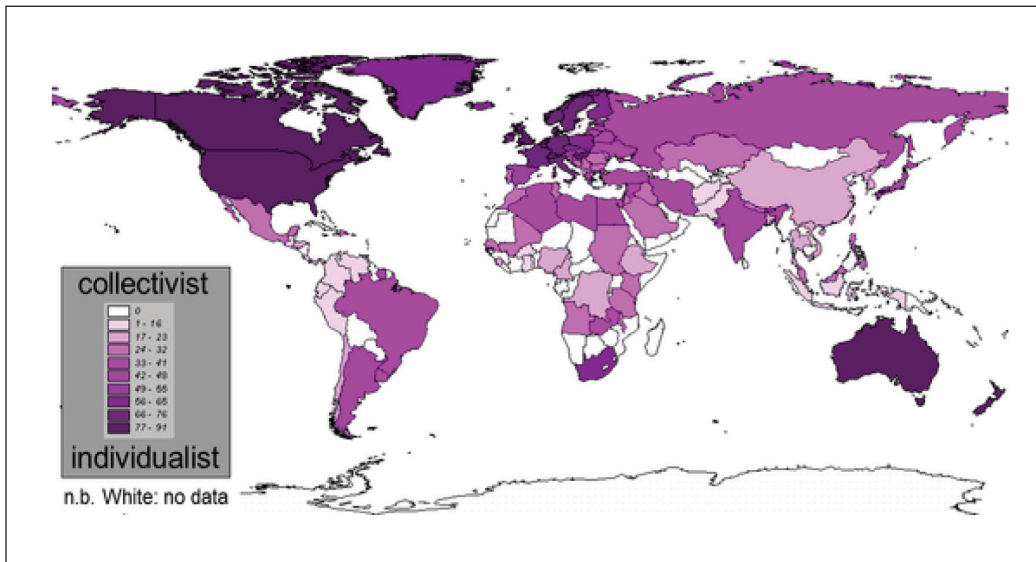 collectivist
0
1 - 16
17 - 23
24 - 32
33 - 41
42 - 48
49 - 55
56 - 65
66 - 76
77 - 91
individualist
n.b. White: no data